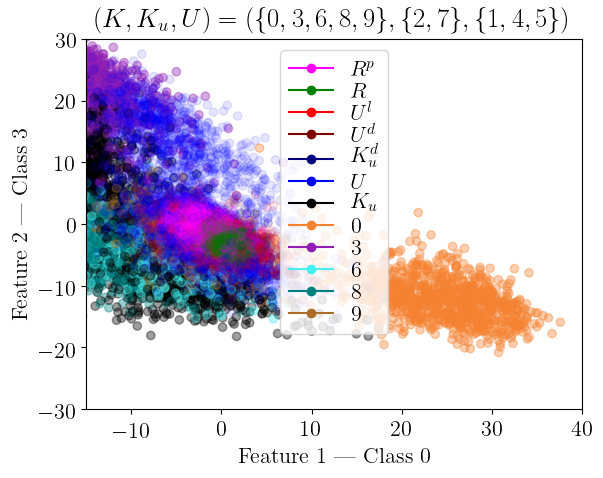 (K, K_u, U) = ({0, 3, 6, 8, 9}, {2, 7}, {1, 4, 5})
30
20
10
0
−10
−20
−30
Feature 2 — Class 3
R^p
R
U^l
U^d
K_u^d
U
K_u
0
3
6
8
9
−10
0
10
20
30
40
Feature 1 — Class 0